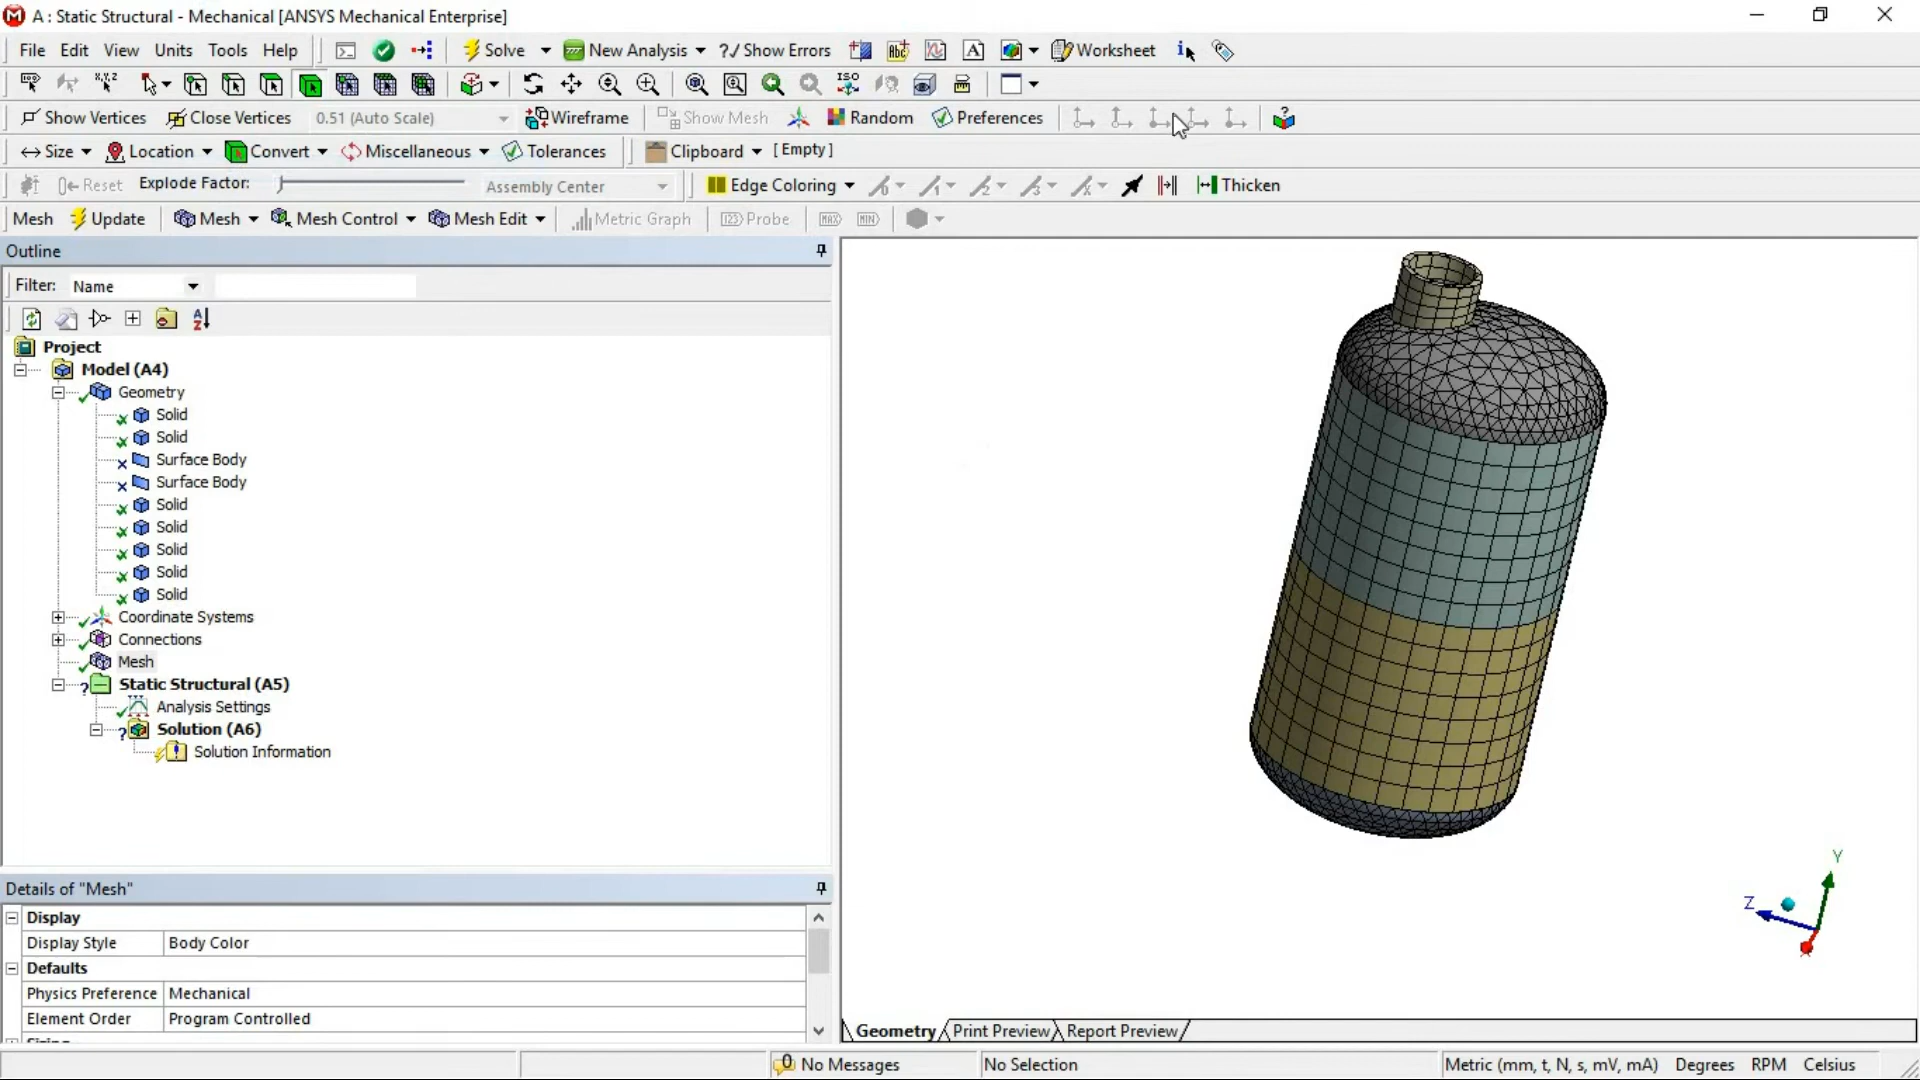 A : Static Structural - Mechanical [ANSYS Mechanical Enterprise]
File Edit View Units Tools Help Solve New Analysis ?/ Show Errors Worksheet
ISO
Show Vertices Close Vertices 0.51 (Auto Scale) Wireframe Show Mesh Random Preferences
Size Location Convert Miscellaneous Tolerances Clipboard [ Empty ]
Reset Explode Factor: Assembly Center Edge Coloring Thicken
Mesh Update Mesh Mesh Control Mesh Edit Metric Graph Probe MAX MIN
Outline
Filter: Name
Project
Model (A4)
Geometry
Solid
Solid
Surface Body
Surface Body
Solid
Solid
Solid
Solid
Solid
Coordinate Systems
Connections
Mesh
Static Structural (A5)
Analysis Settings
Solution (A6)
Solution Information
Details of "Mesh"
Display
Display Style Body Color
Defaults
Physics Preference Mechanical
Element Order Program Controlled
Y
Z
X
Geometry Print Preview Report Preview
No Messages No Selection Metric (mm, t, N, s, mV, mA) Degrees RPM Celsius